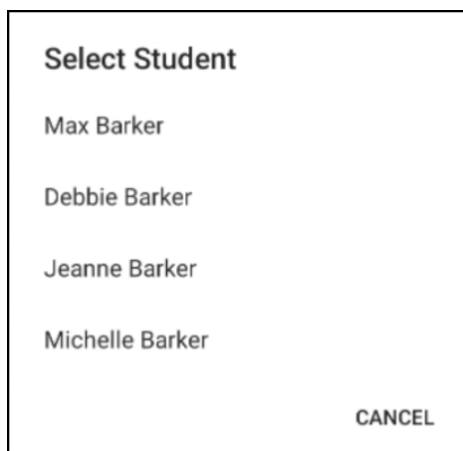 Select Student
Max Barker
Debbie Barker
Jeanne Barker
Michelle Barker
CANCEL